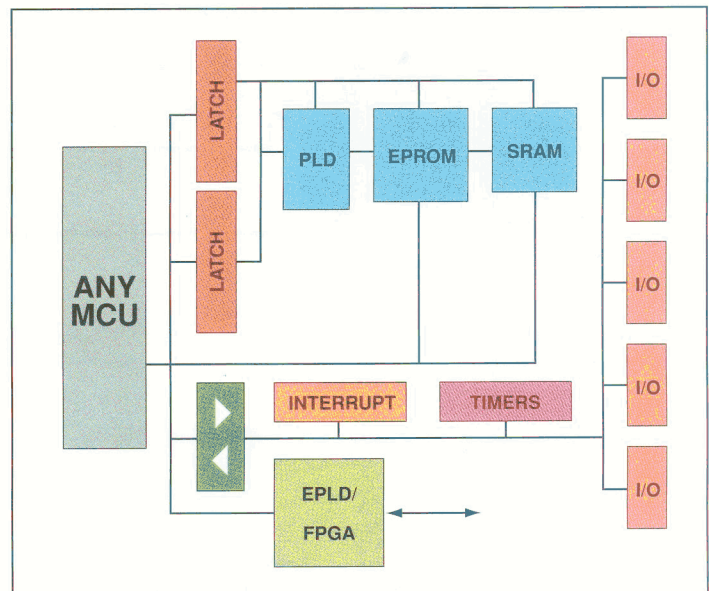 LATCH
LATCH
PLD
EPROM
SRAM
I/O
I/O
I/O
I/O
I/O
ANY
MCU
INTERRUPT
TIMERS
EPLD/
FPGA